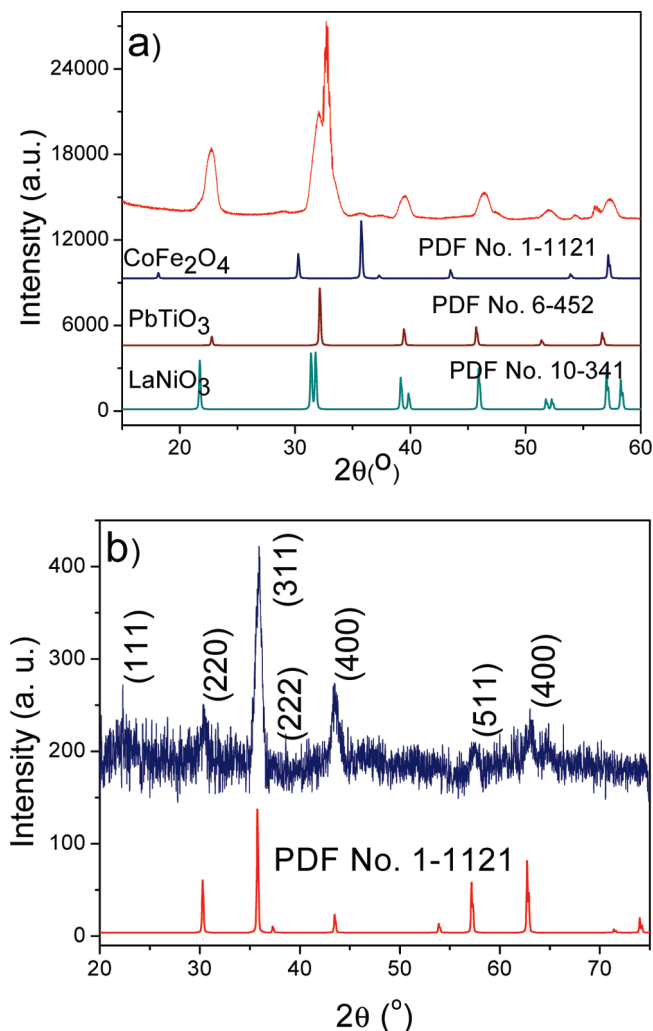 a)
Intensity (a.u.)
24000
18000
12000
6000
0
CoFe2O4
PDF No. 1-1121
PbTiO3
PDF No. 6-452
LaNiO3
PDF No. 10-341
20
30
40
50
60
2θ(O)
b)
Intensity (a. u.)
400
300
200
100
0
(111)
(220)
(311)
(222)
(400)
(511)
(400)
PDF No. 1-1121
20
30
40
50
60
70
2θ (o)